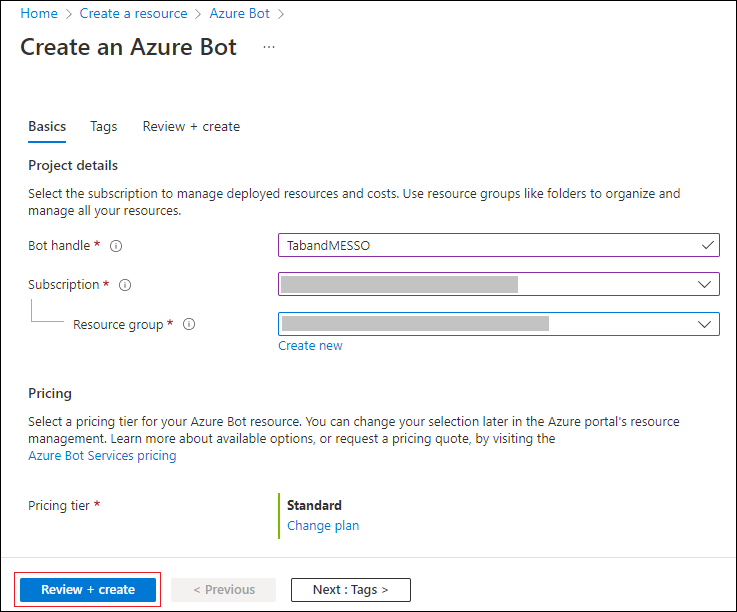 Home > Create a resource > Azure Bot >
Create an Azure Bot ...
Basics Tags Review + create
Project details
Select the subscription to manage deployed resources and costs. Use resource groups like folders to organize and
manage all your resources.
Bot handle * TabandMESSO
Subscription *
Resource group *
Create new
Pricing
Select a pricing tier for your Azure Bot resource. You can change your selection later in the Azure portal's resource
management. Learn more about available options, or request a pricing quote, by visiting the
Azure Bot Services pricing
Pricing tier * Standard
Change plan
Review + create < Previous Next : Tags >